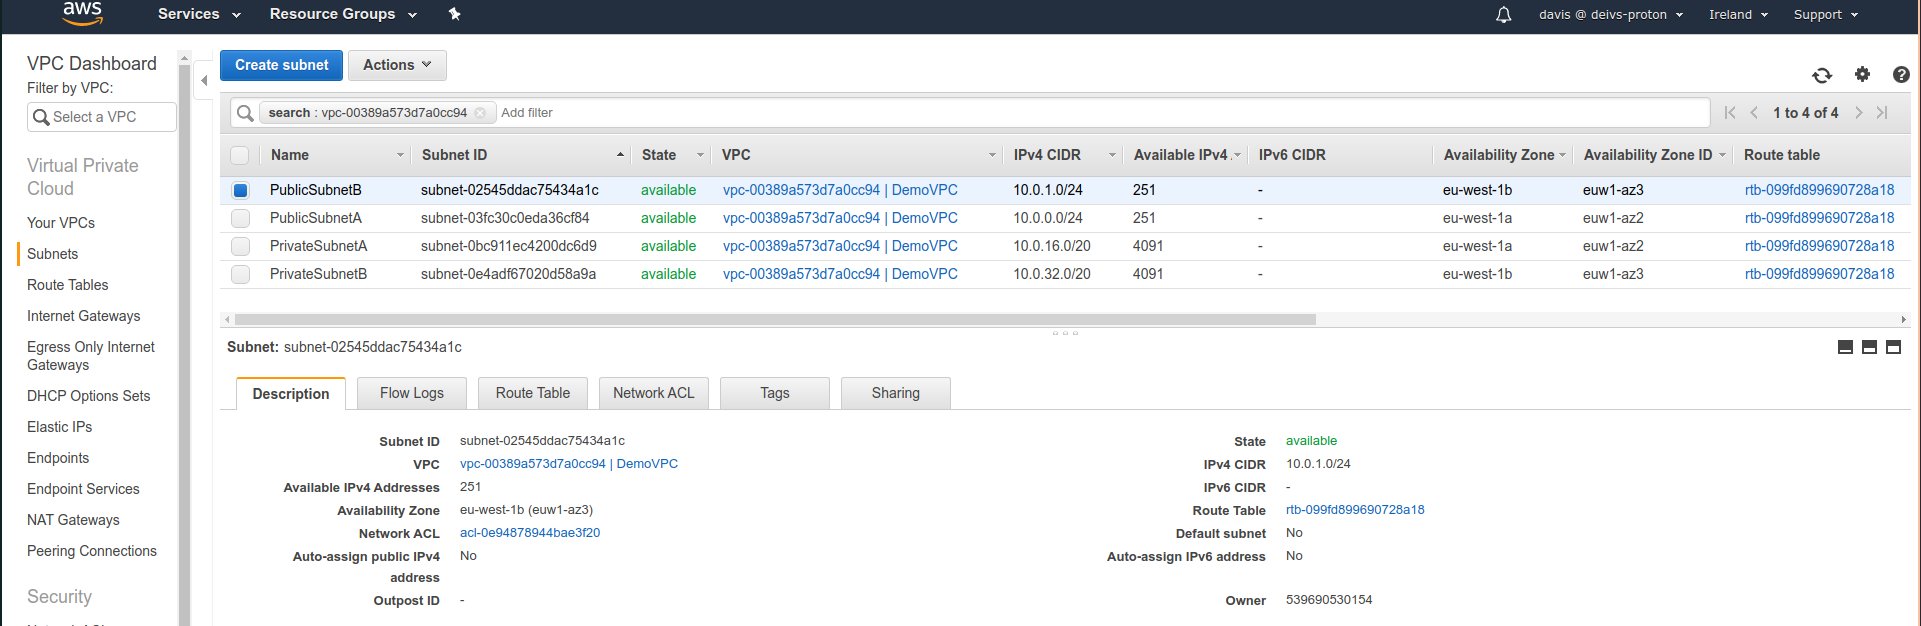 aws Services Resource Groups davis @ deivs-proton Ireland Support
VPC Dashboard
Filter by VPC:
Select a VPC
Virtual Private
Cloud
Your VPCs
Subnets
Route Tables
Internet Gateways
Egress Only Internet
Gateways
DHCP Options Sets
Elastic IPs
Endpoints
Endpoint Services
NAT Gateways
Peering Connections
Security
Create subnet Actions
search : vpc-00389a573d7a0cc94 Add filter 1 to 4 of 4
Name Subnet ID State VPC IPv4 CIDR Available IPv4 IPv6 CIDR Availability Zone Availability Zone ID Route table
PublicSubnetB subnet-02545ddac75434a1c available vpc-00389a573d7a0cc94 | DemoVPC 10.0.1.0/24 251 - eu-west-1b euw1-az3 rtb-099fd899690728a18
PublicSubnetA subnet-03fc30c0eda36cf84 available vpc-00389a573d7a0cc94 | DemoVPC 10.0.0.0/24 251 - eu-west-1a euw1-az2 rtb-099fd899690728a18
PrivateSubnetA subnet-0bc911ec4200dc6d9 available vpc-00389a573d7a0cc94 | DemoVPC 10.0.16.0/20 4091 - eu-west-1a euw1-az2 rtb-099fd899690728a18
PrivateSubnetB subnet-0e4adf67020d58a9a available vpc-00389a573d7a0cc94 | DemoVPC 10.0.32.0/20 4091 - eu-west-1b euw1-az3 rtb-099fd899690728a18
Subnet: subnet-02545ddac75434a1c
Description Flow Logs Route Table Network ACL Tags Sharing
Subnet ID subnet-02545ddac75434a1c State available
VPC vpc-00389a573d7a0cc94 | DemoVPC IPv4 CIDR 10.0.1.0/24
Available IPv4 Addresses 251 IPv6 CIDR -
Availability Zone eu-west-1b (euw1-az3) Route Table rtb-099fd899690728a18
Network ACL acl-0e94878944bae3f20 Default subnet No
Auto-assign public IPv4 No Auto-assign IPv6 address No
address
Outpost ID - Owner 539690530154